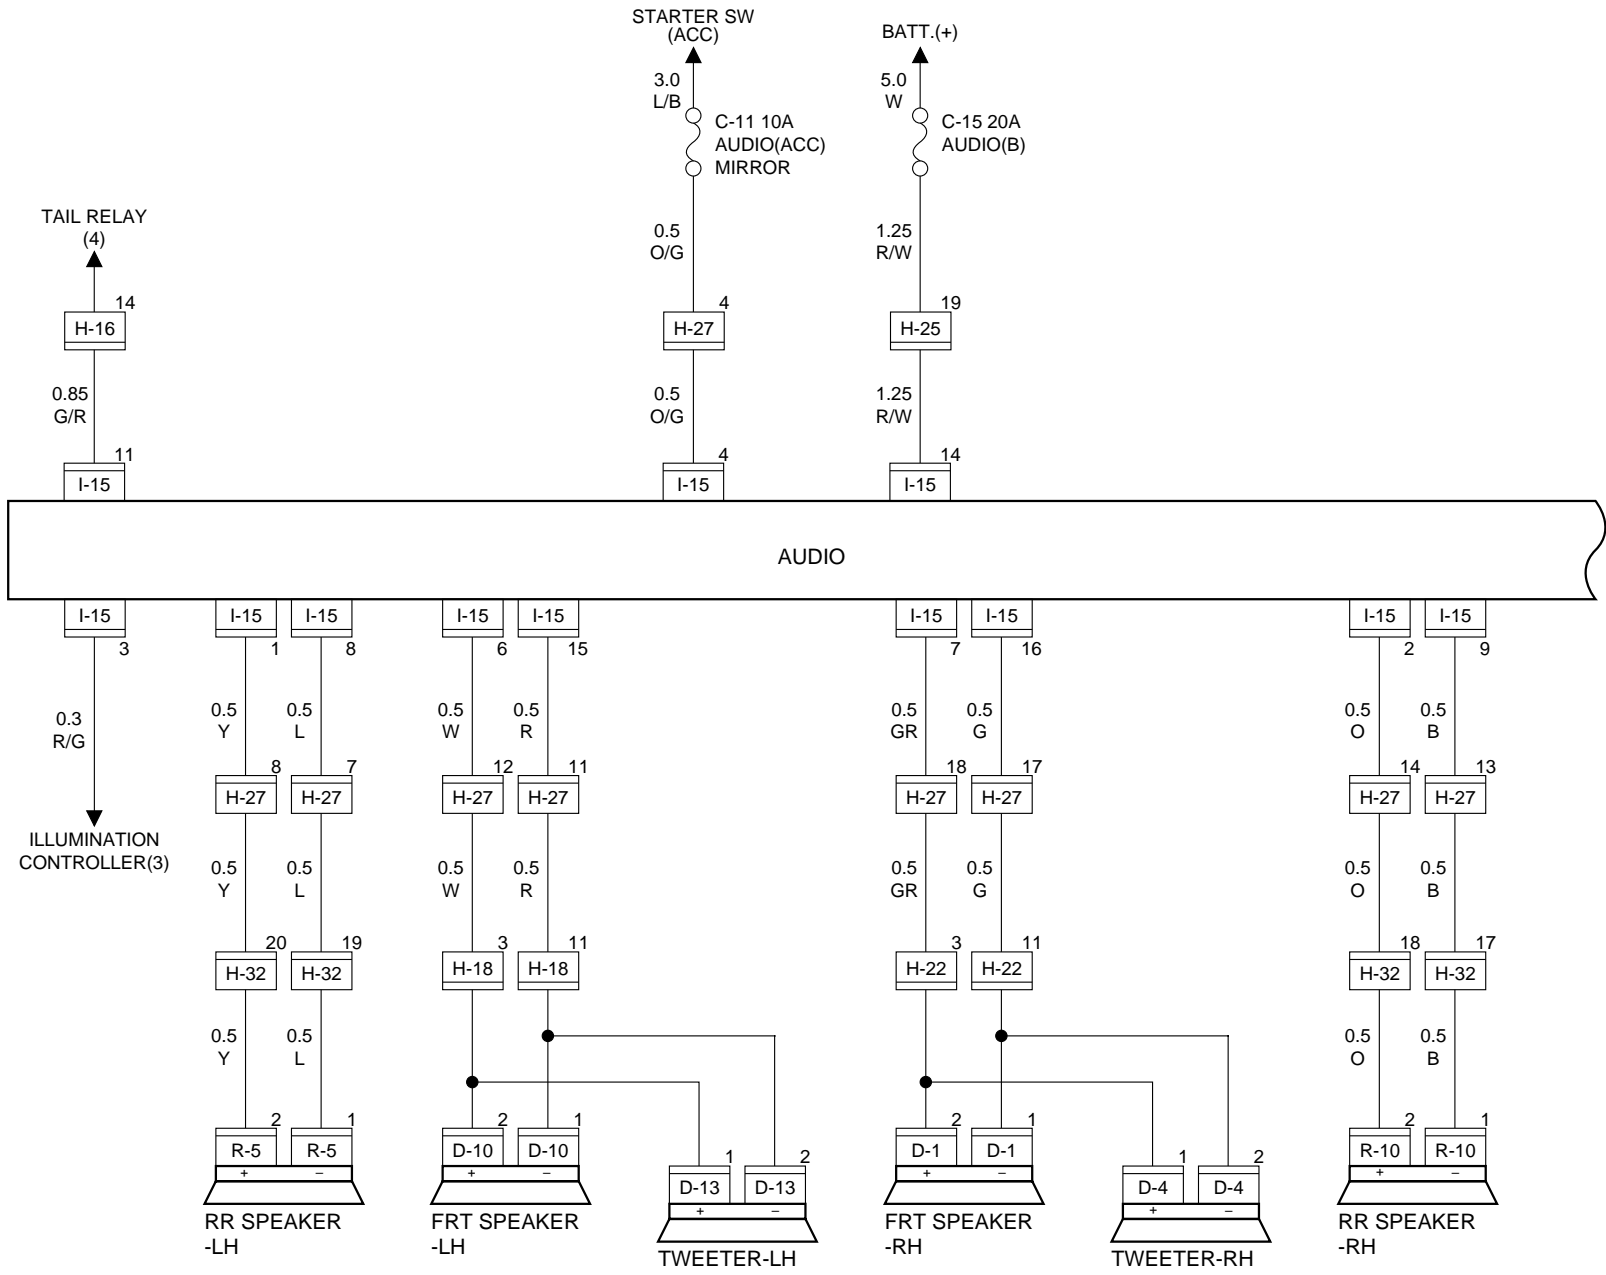 STARTER SW
(ACC)
BATT.(+)
3.0
L/B
5.0
W
C-11 10A
AUDIO(ACC)
MIRROR
C-15 20A
AUDIO(B)
TAIL RELAY
(4)
0.5
O/G
1.25
R/W
14
H-16
4
H-27
19
H-25
0.85
G/R
0.5
O/G
1.25
R/W
11
I-15
4
I-15
14
I-15
AUDIO
I-15
3
I-15
1
I-15
8
I-15
6
I-15
15
I-15
7
I-15
16
I-15
2
I-15
9
0.3
R/G
0.5
Y
0.5
L
0.5
W
0.5
R
0.5
GR
0.5
G
0.5
O
0.5
B
8
H-27
7
H-27
12
H-27
11
H-27
18
H-27
17
H-27
14
H-27
13
H-27
ILLUMINATION
CONTROLLER(3)
0.5
Y
0.5
L
0.5
W
0.5
R
0.5
GR
0.5
G
0.5
O
0.5
B
20
H-32
19
H-32
3
H-18
11
H-18
3
H-22
11
H-22
18
H-32
17
H-32
0.5
Y
0.5
L
0.5
O
0.5
B
2
R-5
+
1
R-5
–
2
D-10
+
1
D-10
–
1
D-13
+
2
D-13
–
2
D-1
+
1
D-1
–
1
D-4
+
2
D-4
–
2
R-10
+
1
R-10
–
RR SPEAKER
-LH
FRT SPEAKER
-LH
TWEETER-LH
FRT SPEAKER
-RH
TWEETER-RH
RR SPEAKER
-RH